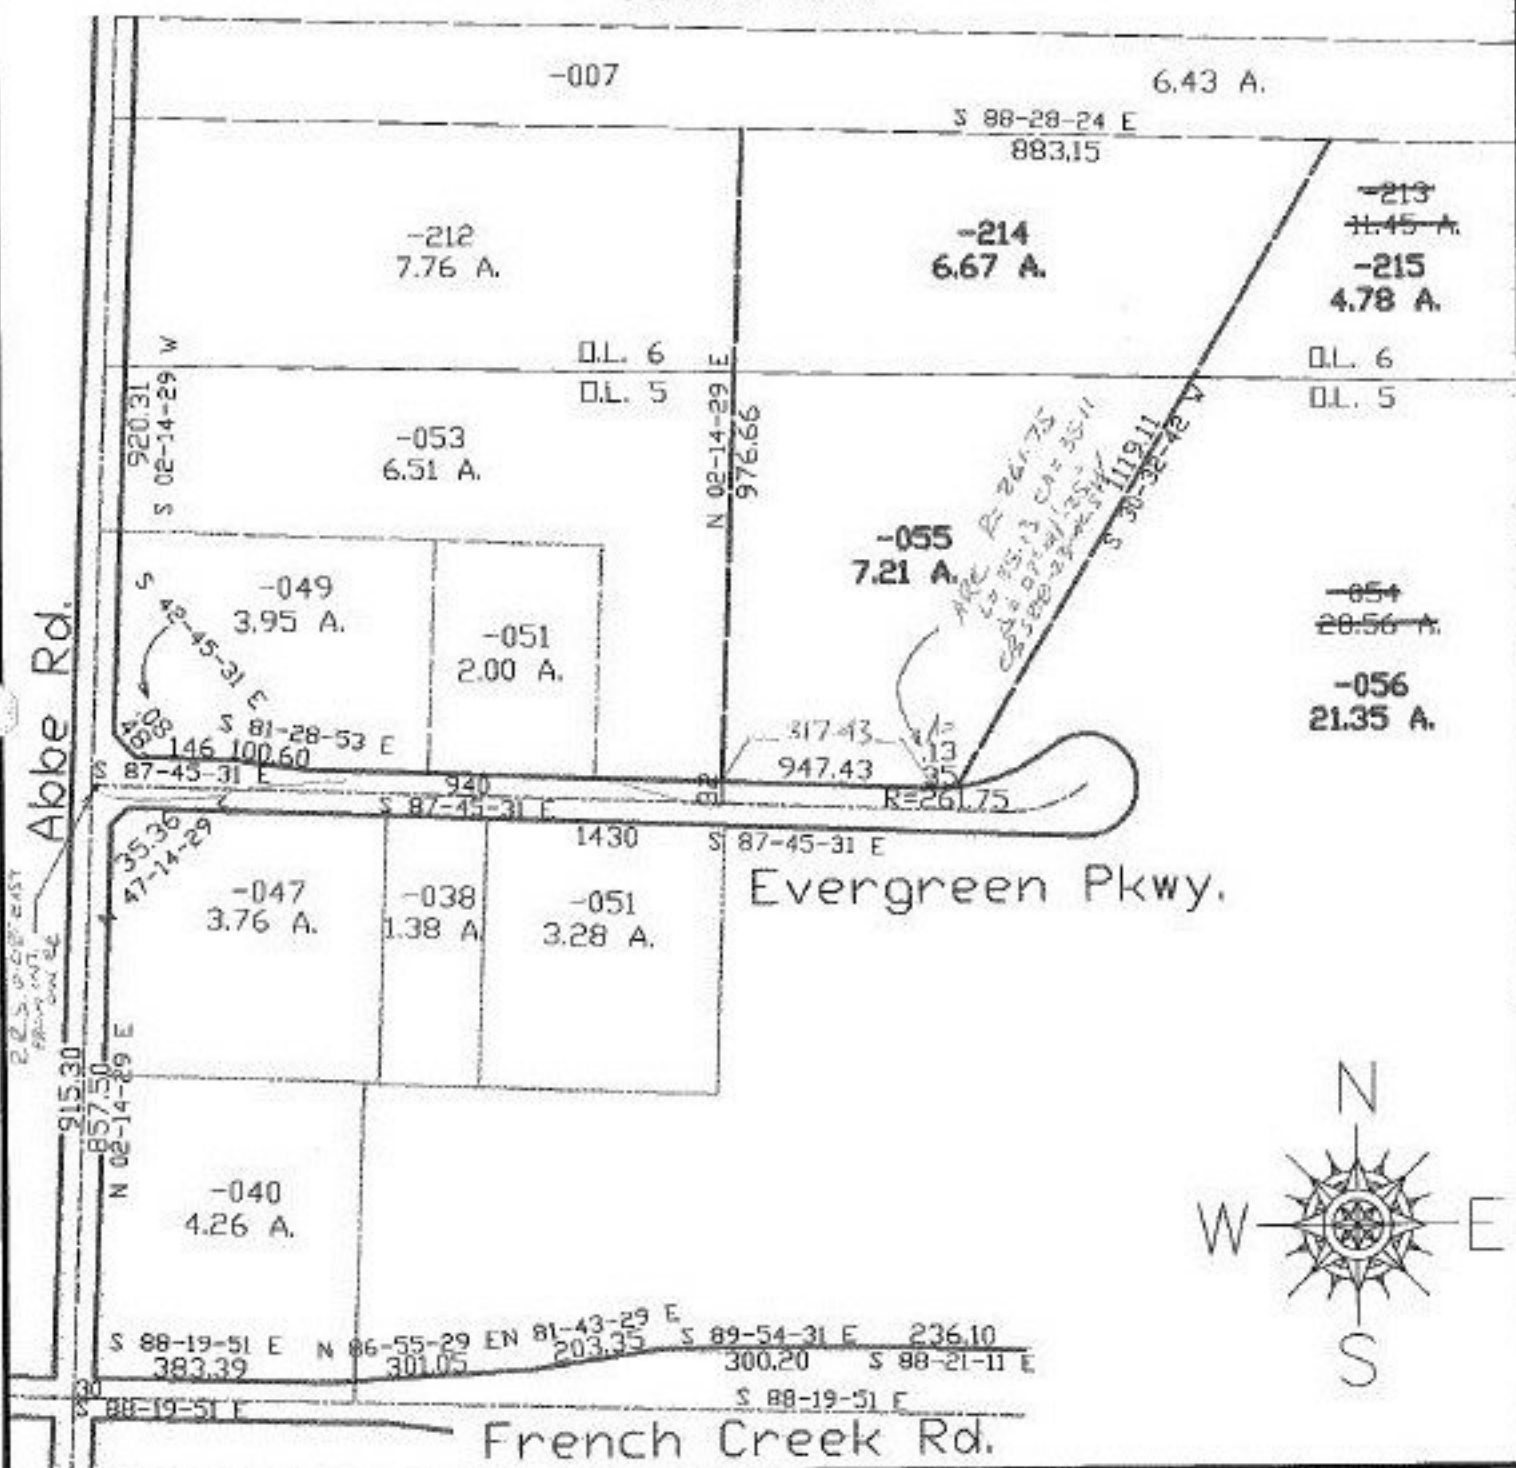 -007
6.43 A.
S 88-28-24 E
883.15
-212
7.76 A.
-214
6.67 A.
-213
11.45 A.
-215
4.78 A.
O.L. 6
O.L. 5
O.L. 6
O.L. 5
920.31
S 02-14-29 W
N 02-14-29 E
976.66
1119.11
S 30-32-42 W
-053
6.51 A.
ARC R= 261.75
-055
7.21 A.
-049
3.95 A.
-051
2.00 A.
-054
28.56 A.
-056
21.35 A.
Abbe Rd.
S 42-45-31 E
S 81-28-53 E
146 100.60
S 87-45-31 E
317.43
947.43
.13
35
R=261.75
940
S 87-45-31 E
1430
S 87-45-31 E
Evergreen Pkwy.
35.36
47-14-29
-047
3.76 A.
-038
1.38 A.
-051
3.28 A.
915.30
857.50
N 02-14-29 E
-040
4.26 A.
N
W E
S
S 88-19-51 E
383.39
N 86-55-29 E
301.05
N 81-43-29 E
203.35
S 89-54-31 E
300.20
236.10
S 88-21-11 E
30
S 88-19-51 E
S 88-19-51 E
French Creek Rd.